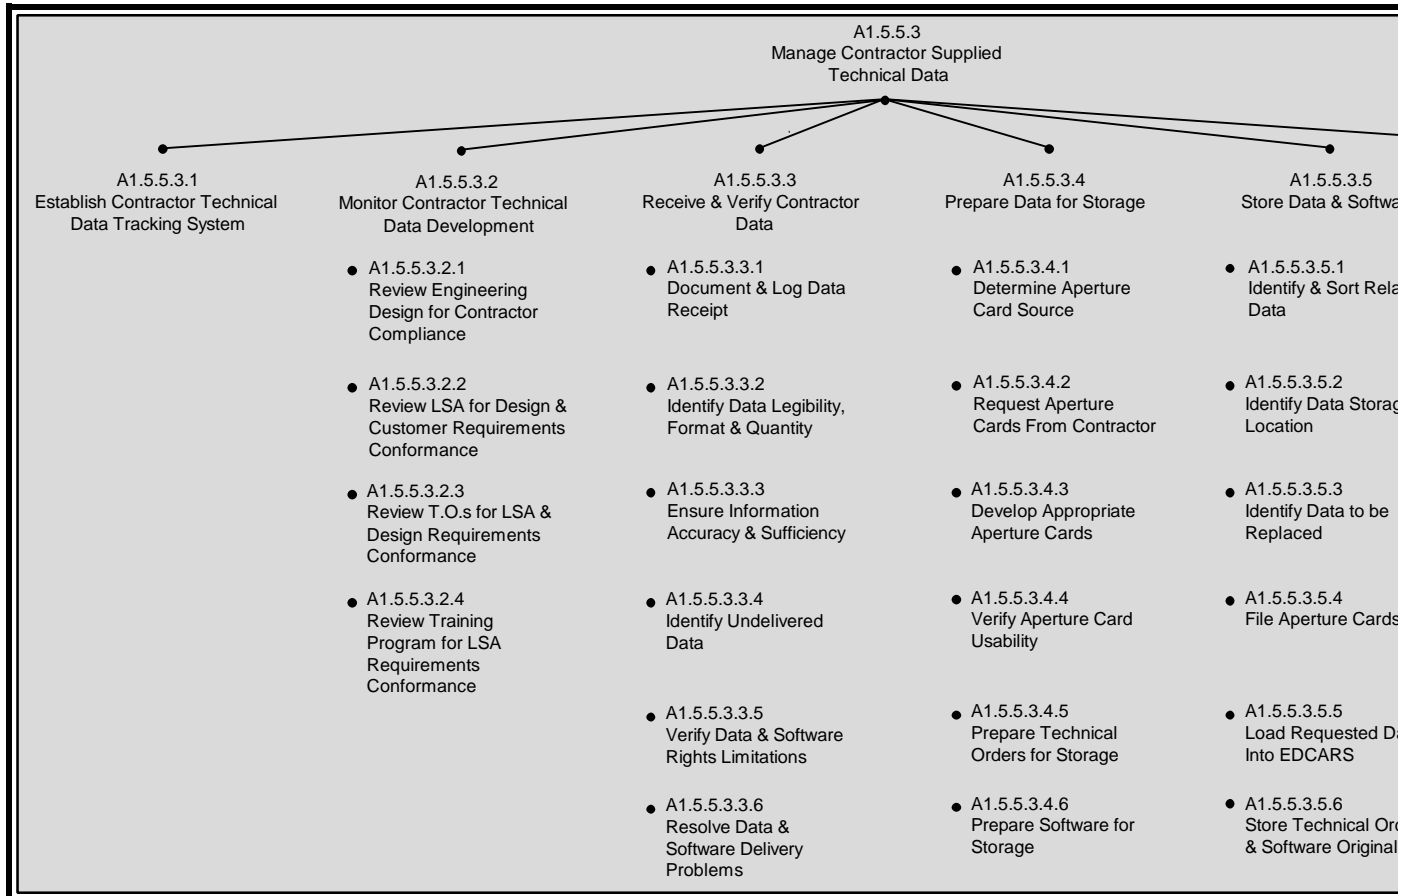 A1.5.5.3
Manage Contractor Supplied
Technical Data
A1.5.5.3.1
Establish Contractor Technical
Data Tracking System
A1.5.5.3.2
Monitor Contractor Technical
Data Development
A1.5.5.3.2.1
Review Engineering
Design for Contractor
Compliance
A1.5.5.3.2.2
Review LSA for Design &
Customer Requirements
Conformance
A1.5.5.3.2.3
Review T.O.s for LSA &
Design Requirements
Conformance
A1.5.5.3.2.4
Review Training
Program for LSA
Requirements
Conformance
A1.5.5.3.3
Receive & Verify Contractor
Data
A1.5.5.3.3.1
Document & Log Data
Receipt
A1.5.5.3.3.2
Identify Data Legibility,
Format & Quantity
A1.5.5.3.3.3
Ensure Information
Accuracy & Sufficiency
A1.5.5.3.3.4
Identify Undelivered
Data
A1.5.5.3.3.5
Verify Data & Software
Rights Limitations
A1.5.5.3.3.6
Resolve Data &
Software Delivery
Problems
A1.5.5.3.4
Prepare Data for Storage
A1.5.5.3.4.1
Determine Aperture
Card Source
A1.5.5.3.4.2
Request Aperture
Cards From Contractor
A1.5.5.3.4.3
Develop Appropriate
Aperture Cards
A1.5.5.3.4.4
Verify Aperture Card
Usability
A1.5.5.3.4.5
Prepare Technical
Orders for Storage
A1.5.5.3.4.6
Prepare Software for
Storage
A1.5.5.3.5
Store Data &
A1.5.5.3.5.1
Identify & Sort
Data
A1.5.5.3.5.2
Identify Data
Location
A1.5.5.3.5.3
Identify Data to be
Replaced
A1.5.5.3.5.4
File Aperture Cards
A1.5.5.3.5.5
Load Requested
Into EDCARS
A1.5.5.3.5.6
Store Technical
& Software